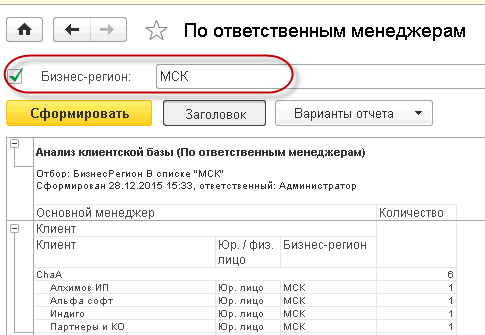 По ответственным менеджерам
Бизнес-регион: МСК
Сформировать Заголовок Варианты отчета
Анализ клиентской базы (По ответственным менеджерам)
Отбор: БизнесРегион В списке "МСК"
Сформирован 28.12.2015 15:33, ответственный: Администратор
Основной менеджер Количество
Клиент
Клиент Юр. / физ. лицо Бизнес-регион
ChaA 6
Алхимов ИП Юр. лицо МСК 1
Альфа софт Юр. лицо МСК 1
Индиго Юр. лицо МСК 1
Партнеры и КО Юр. лицо МСК 1